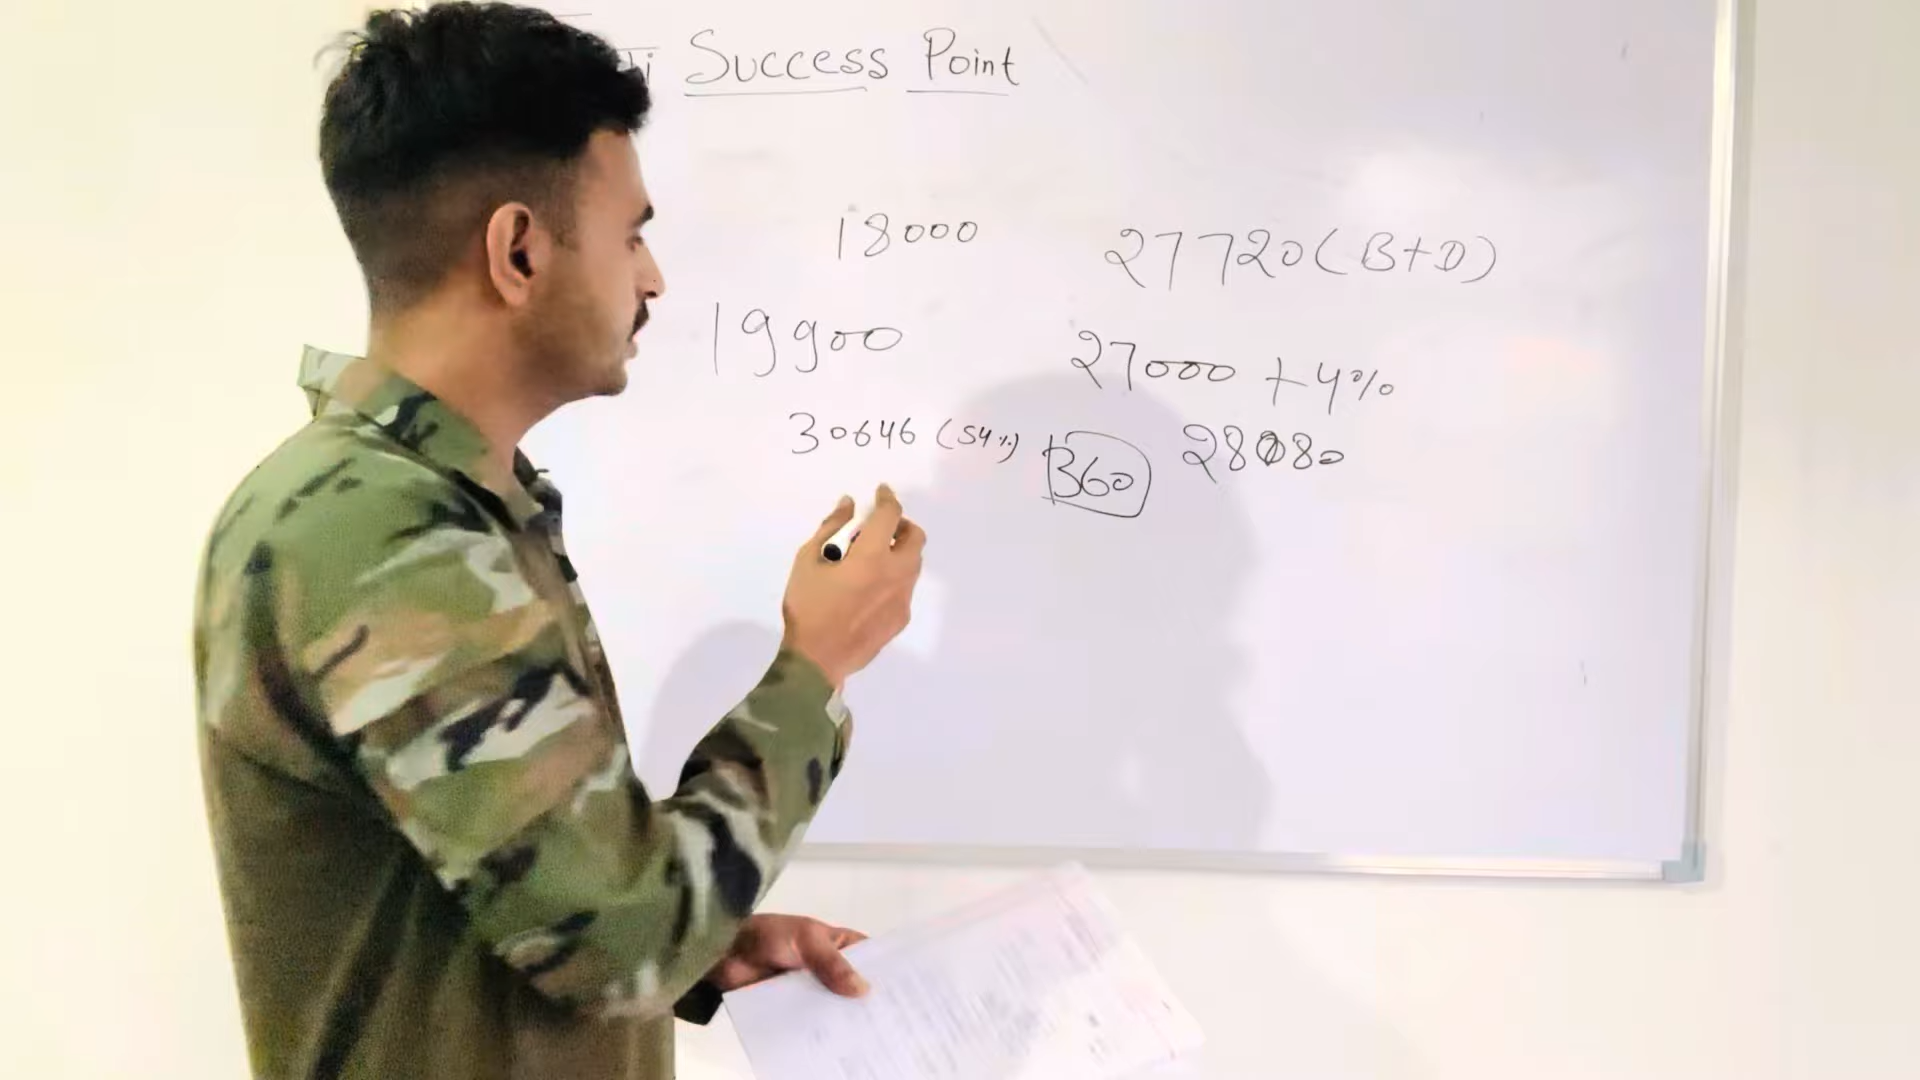 Success Point
18000
27720 (B+D)
19900
27000 + 4%
30646 (54%)
360
28080